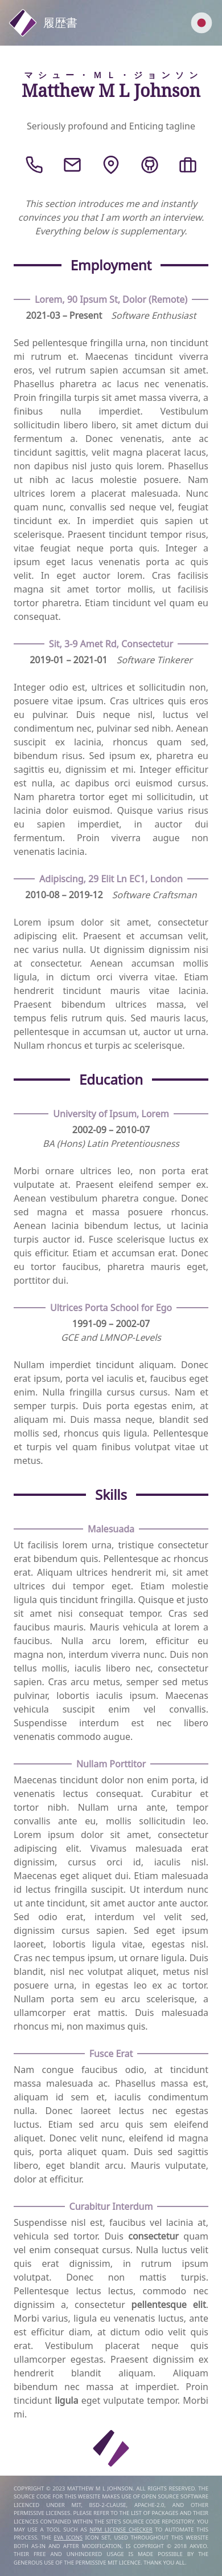 履歴書
マシュー・ＭＬ・ジョンソン
Matthew M L Johnson
Seriously profound and Enticing tagline
This section introduces me and instantly
convinces you that I may be worth an interview.
Everything below is supplementary.
Employment
Lorem, 90 Ipsum St, Dolor (Remote)
2021-03 – Present Software Enthusiast
Sed pellentesque fringilla urna, non tincidunt
mi rutrum et. Maecenas tincidunt viverra
eros, vel rutrum sapien accumsan sit amet.
Phasellus pharetra ac lacus nec venenatis.
Proin fringilla turpis sit amet massa viverra, a
finibus nulla imperdiet. Vestibulum
sollicitudin libero libero, sit amet dictum dui
fermentum a. Donec venenatis, ante ac
tincidunt sagittis, velit magna placerat lacus,
non dapibus nisl justo quis lorem. Phasellus
ut nibh ac lacus molestie posuere. Nam
ultrices lorem a placerat malesuada. Nunc
quam nunc, convallis sed neque vel, feugiat
tincidunt ex. In imperdiet quis sapien ut
scelerisque. Praesent tincidunt tempor risus,
vitae feugiat neque porta quis. Integer a
ipsum eget lacus venenatis porta ac quis
velit. In eget auctor lorem. Cras facilisis
magna sit amet tortor mollis, ut facilisis
tortor pharetra. Etiam tincidunt vel quam est
consequat.
Sit, 3-9 Amet Rd, Consectetur
2019-01 – 2021-01 Software Tinkerer
Integer odio est, ultrices et sollicitudin non,
posuere vitae ipsum. Cras ultrices quis eros
eu pulvinar. Duis neque nisl, luctus vel
condimentum nec, pulvinar sed nibh. Aenean
suscipit ex lacinia, rhoncus quam sed,
bibendum risus. Sed ipsum ex, pharetra eu
sagittis eu, dignissim et mi. Integer efficitur
est nulla, ac dapibus orci euismod cursus.
Nam pharetra tortor eget mi sollicitudin, ut
lacinia dolor euismod. Quisque varius risus
eu sapien imperdiet, in auctor dui
fermentum. Proin viverra augue non
venenatis lacinia.
Adipiscing, 29 Elit Ln EC1, London
2010-08 – 2019-12 Software Craftsman
Lorem ipsum dolor sit amet, consectetur
adipiscing elit. Praesent et accumsan velit,
nec varius nulla. Ut dignissim dignissim mi
at consectetur. Aenean accumsan mollis
ligula, in dictum orci viverra vitae. Etiam
hendrerit tincidunt mauris vitae lacinia.
Praesent bibendum ultrices massa, vel
tempus felis rutrum quis. Sed mauris lacus,
pellentesque in accumsan ut, auctor ut urna.
Nullam rhoncus et turpis ac scelerisque.
Education
University of Ipsum, Lorem
2002-09 – 2010-07
BA (Hons) Latin Pretentiousness
Morbi ornare ultrices leo, non porta erat
vulputate at. Praesent eleifend semper ex.
Aenean vestibulum pharetra congue. Donec
sed magna et massa posuere rhoncus.
Aenean lacinia bibendum lectus, ut lacinia
turpis auctor id. Fusce scelerisque luctus ex
quis efficitur. Etiam et accumsan erat. Donec
eu tortor faucibus, pharetra mauris eget,
porttitor dui.
Ultrices Porta School for Ego
1991-09 – 2002-07
GCE and LMNOP-Levels
Nullam imperdiet tincidunt aliquam. Donec
erat ipsum, porta vel iaculis et, faucibus eget
enim. Nulla fringilla cursus cursus. Nam et
semper turpis. Duis porta egestas enim, at
aliquam mi. Duis massa neque, blandit sed
mollis sed, rhoncus quis ligula. Pellentesque
et turpis vel quam finibus volutpat vitae ut
metus.
Skills
Malesuada
Ut facilisis lorem urna, tristique consectetur
erat bibendum quis. Pellentesque ac rhoncus
erat. Aliquam ultrices hendrerit mi, sit amet
ultrices dui tempor eget. Etiam molestie
ligula quis tincidunt fringilla. Quisque et justo
sit amet nisi consequat tempor. Cras sed
faucibus mauris. Mauris vehicula at lorem a
faucibus. Nulla arcu lorem, efficitur eu
magna non, interdum viverra nunc. Duis non
tellus mollis, iaculis libero nec, consectetur
sapien. Cras arcu metus, semper sed metus
pulvinar, lobortis iaculis ipsum. Maecenas
vehicula suscipit enim vel convallis.
Suspendisse interdum est nec libero
venenatis commodo augue.
Nullam Porttitor
Maecenas tincidunt dolor non enim porta, id
venenatis lectus consequat. Curabitur et
tortor nibh. Nullam urna ante, tempor
convallis ante eu, mollis sollicitudin leo.
Lorem ipsum dolor sit amet, consectetur
adipiscing elit. Vivamus malesuada erat
dignissim, cursus orci id, iaculis nisl.
Maecenas eget aliquet dui. Etiam malesuada
id lectus fringilla suscipit. Ut interdum nunc
ut ante tincidunt, sit amet auctor ante auctor.
Sed odio erat, interdum vel velit sed,
dignissim cursus sapien. Sed eget ipsum
laoreet, lobortis ligula vitae, egestas nisl.
Cras nec tempus ipsum, ut ornare ligula. Duis
blandit, nisl nec volutpat aliquet, metus nisl
posuere urna, in egestas leo ex ac tortor.
Nullam porta sem eu arcu scelerisque, a
ullamcorper erat mattis. Duis malesuada
rhoncus mi, non maximus quis.
Fusce Erat
Nam congue faucibus odio, at tincidunt
massa malesuada ac. Phasellus massa est,
aliquam id sem et, iaculis condimentum
nulla. Donec laoreet lectus nec egestas
luctus. Etiam sed arcu quis sem eleifend
aliquet. Donec velit nunc, eleifend id magna
quis, porta aliquet quam. Duis sed sagittis
libero, eget blandit arcu. Mauris vulputate,
dolor at efficitur.
Curabitur Interdum
Suspendisse nisl est, faucibus vel lacinia at,
vehicula sed tortor. Duis consectetur quam
vel enim consequat cursus. Nulla luctus velit
quis erat dignissim, in rutrum ipsum
volutpat. Donec non mattis turpis.
Pellentesque lectus lectus, commodo nec
dignissim a, consectetur pellentesque elit.
Morbi varius, ligula eu venenatis luctus, ante
est efficitur diam, at dictum odio velit quis
erat. Vestibulum placerat neque quis
ullamcorper egestas. Praesent dignissim ex
hendrerit blandit aliquam. Aliquam
bibendum nec massa at imperdiet. Proin
tincidunt ligula eget vulputate tempor. Morbi
mi.
COPYRIGHT © 2023 MATTHEW M L JOHNSON. ALL RIGHTS RESERVED. THE
SOURCE CODE FOR THIS WEBSITE MAKES USE OF OPEN SOURCE SOFTWARE
LICENCED UNDER MIT, BSD-2-CLAUSE, APACHE-2.0, AND OTHER
PERMISSIVE LICENSES. PLEASE REFER TO THE LIST OF PACKAGES AND THEIR
LICENCES CONTAINED WITHIN THE SITE'S SOURCE CODE REPOSITORY. YOU
MAY USE A TOOL, SUCH AS NPM LICENSE CHECKER TO AUTOMATE THIS
PROCESS. THE EVA ICONS ICON SET, USED THROUGHOUT THIS WEBSITE
BOTH AS-IN AND AFTER MODIFICATION, IS COPYRIGHT © 2018 AKVEO.
THEIR FREE AND UNHINDERED USAGE IS MADE POSSIBLE BY THE
GENEROUS USE OF THE PERMISSIVE MIT LICENCE. THANK YOU ALL.